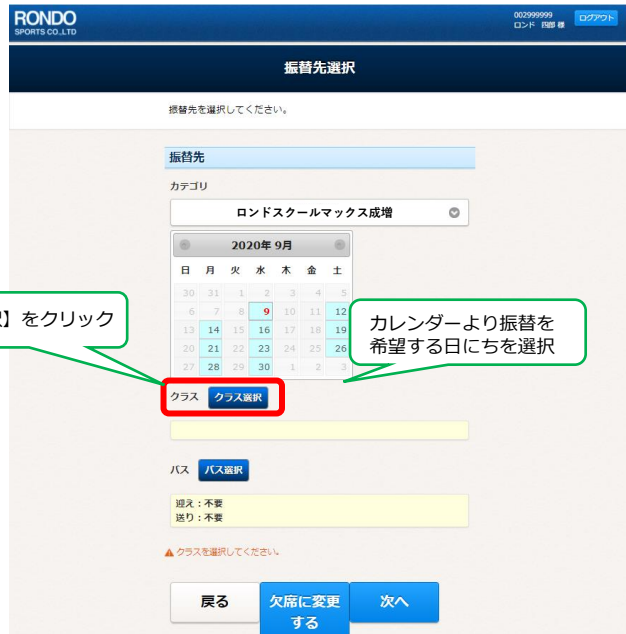 RONDO
SPORTS CO.,LTD
002999999
ロンド 四郎 様
ログアウト
振替先選択
振替先を選択してください。
振替先
カテゴリ
ロンドスクールマックス成増
2020年 9月
日 月 火 水 木 金 土
30 31 1 2 3 4 5
6 7 8 9 10 11 12
13 14 15 16 17 18 19
20 21 22 23 24 25 26
27 28 29 30 1 2 3
】をクリック
カレンダーより振替を
希望する日にちを選択
クラス クラス選択
バス バス選択
迎え：不要
送り：不要
クラスを選択してください。
戻る
欠席に変更
する
次へ